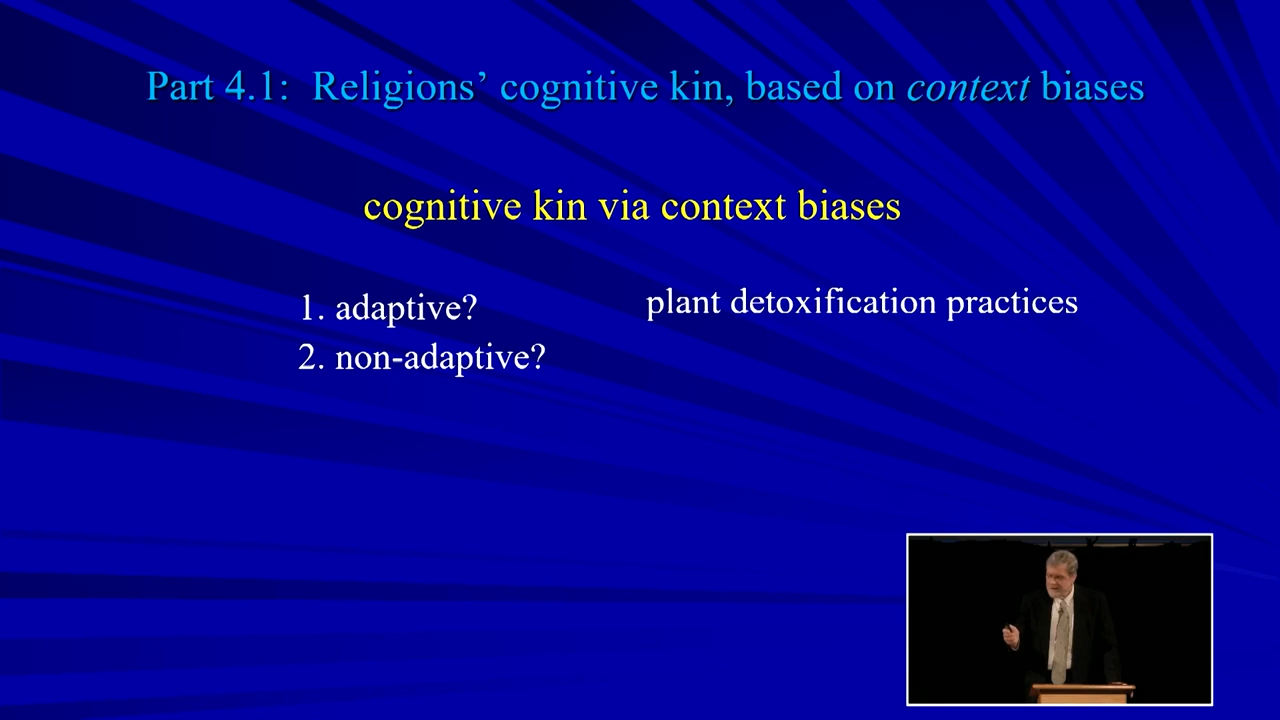 Part 4.1:  Religions’ cognitive kin, based on context biases
cognitive kin via context biases
1. adaptive?
plant detoxification practices
2. non-adaptive?